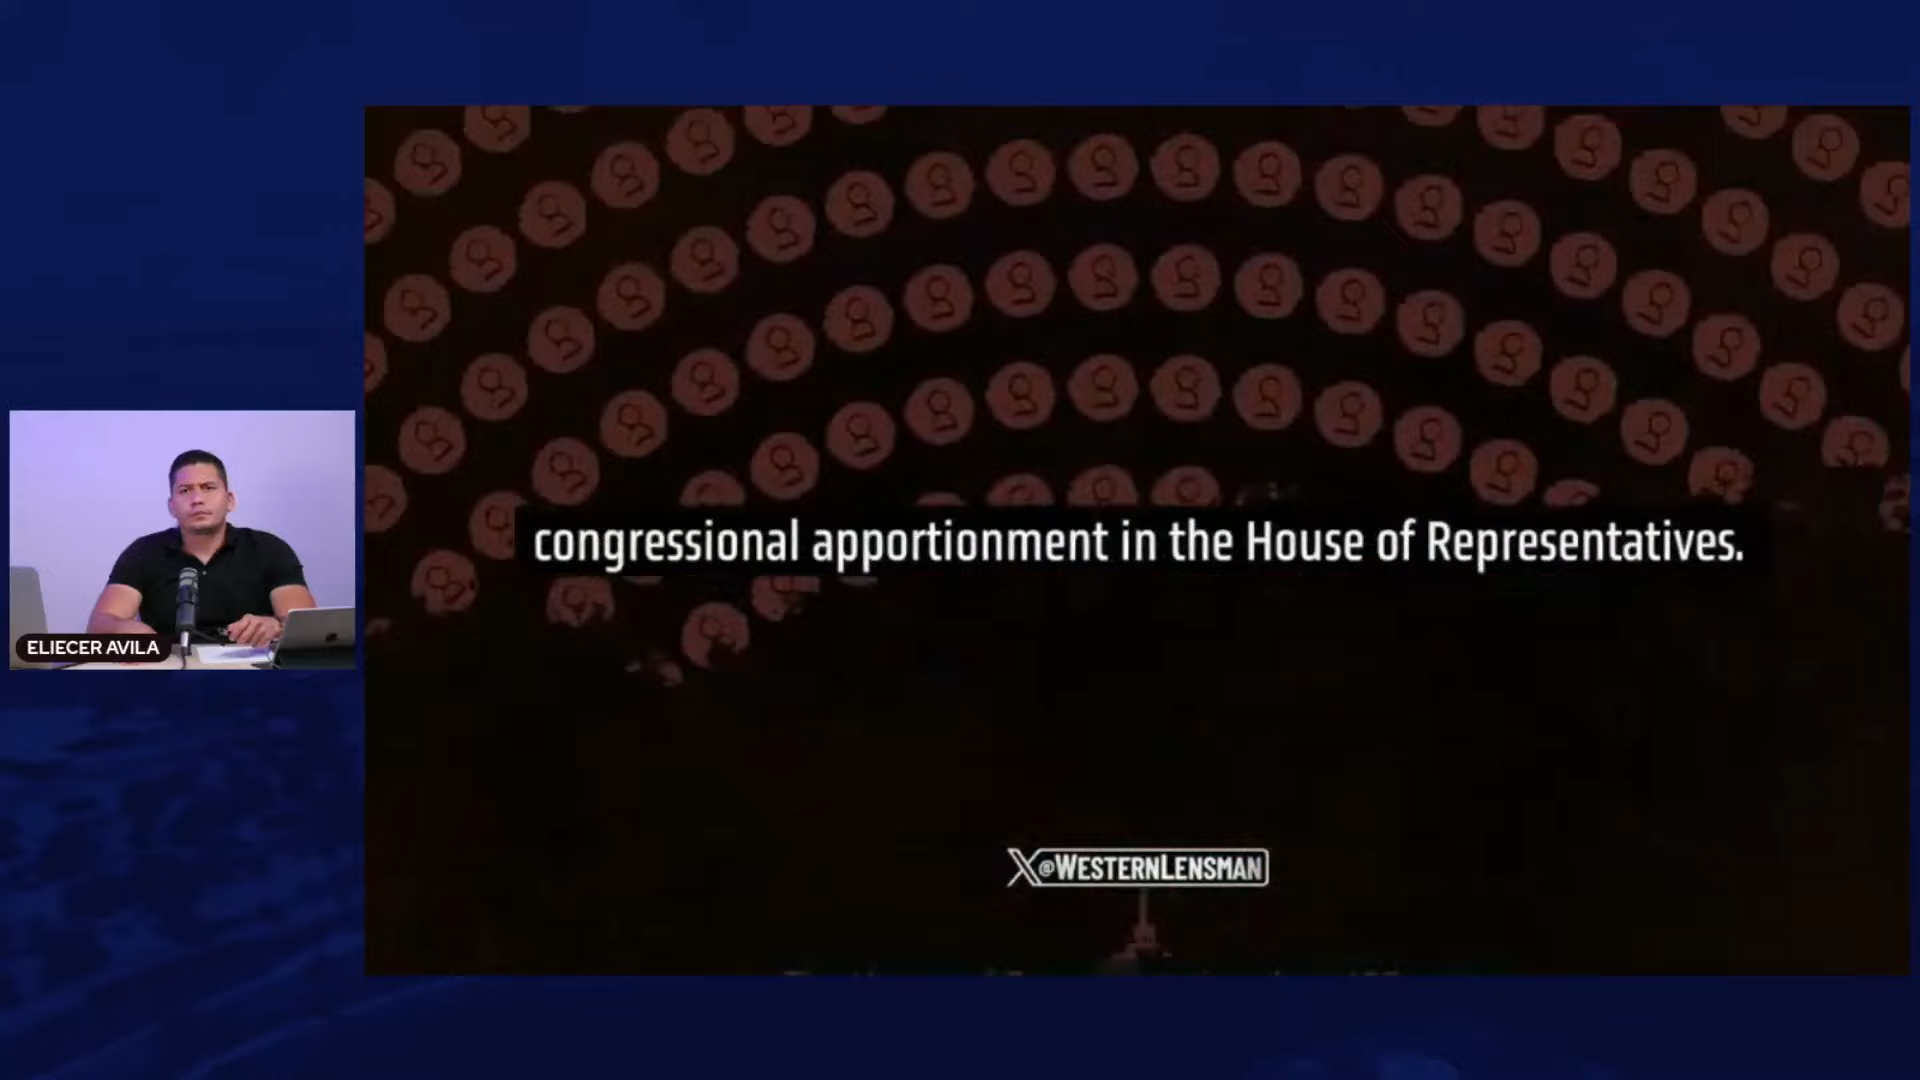 congressional apportionment in the House of Representatives.
ELIECER AVILA
X@WESTERNLENSMAN